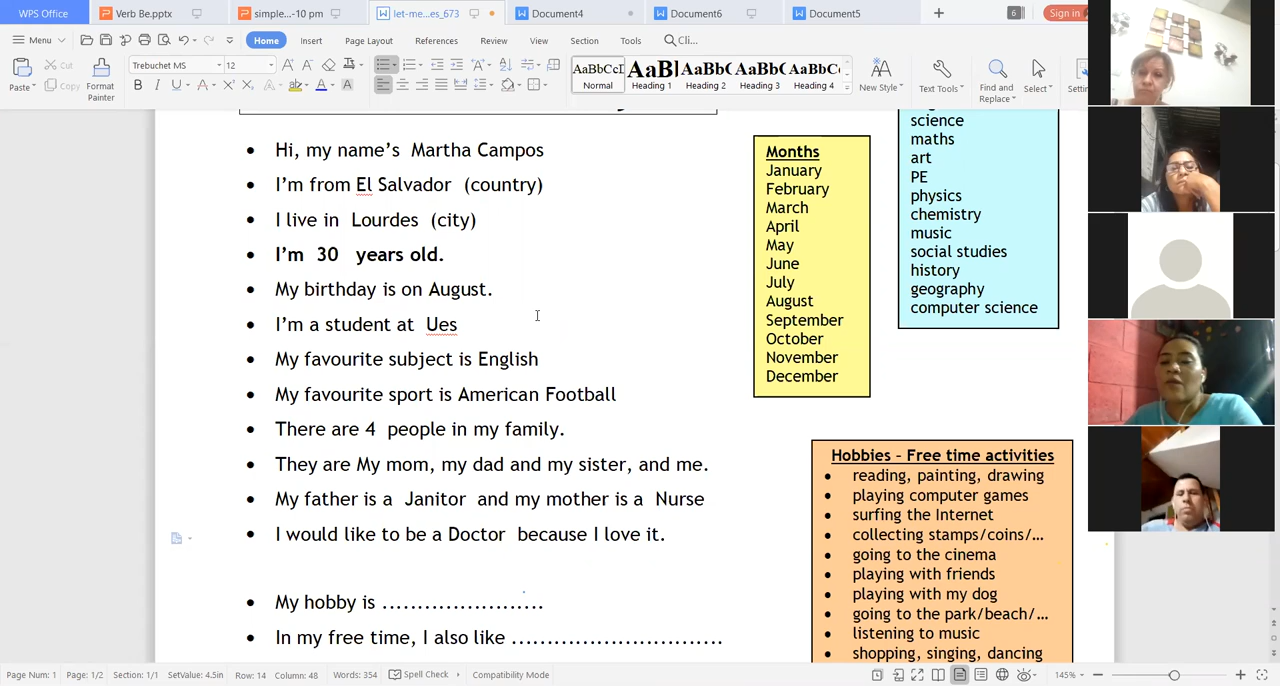 WPS Office
Verb Be.pptx
simple...-10 pm
let-me...es_673
Document4
Document6
Document5
6
Sign in
Menu
Home
Insert
Page Layout
References
Review
View
Section
Tools
Cli...
Paste
Cut
Copy
Format Painter
Trebuchet MS
12
AaBbCcD
Normal
AaBl
Heading 1
AaBb(
Heading 2
AaBbC
Heading 3
AaBbC
Heading 4
New Style
Text Tools
Find and Replace
Select
Hi, my name's Martha Campos
I'm from El Salvador (country)
I live in Lourdes (city)
I'm 30 years old.
My birthday is on August.
I'm a student at Ues
My favourite subject is English
My favourite sport is American Football
There are 4 people in my family.
They are My mom, my dad and my sister, and me.
My father is a Janitor and my mother is a Nurse
I would like to be a Doctor because I love it.
My hobby is .......................
In my free time, I also like ..............................
Months
January
February
March
April
May
June
July
August
September
October
November
December
science
maths
art
PE
physics
chemistry
music
social studies
history
geography
computer science
Hobbies – Free time activities
reading, painting, drawing
playing computer games
surfing the Internet
collecting stamps/coins/…
going to the cinema
playing with friends
playing with my dog
going to the park/beach/…
listening to music
shopping, singing, dancing
Page Num: 1
Page: 1/2
Section: 1/1
SetValue: 4.5in
Row: 14
Column: 48
Words: 354
Spell Check
Compatibility Mode
145%